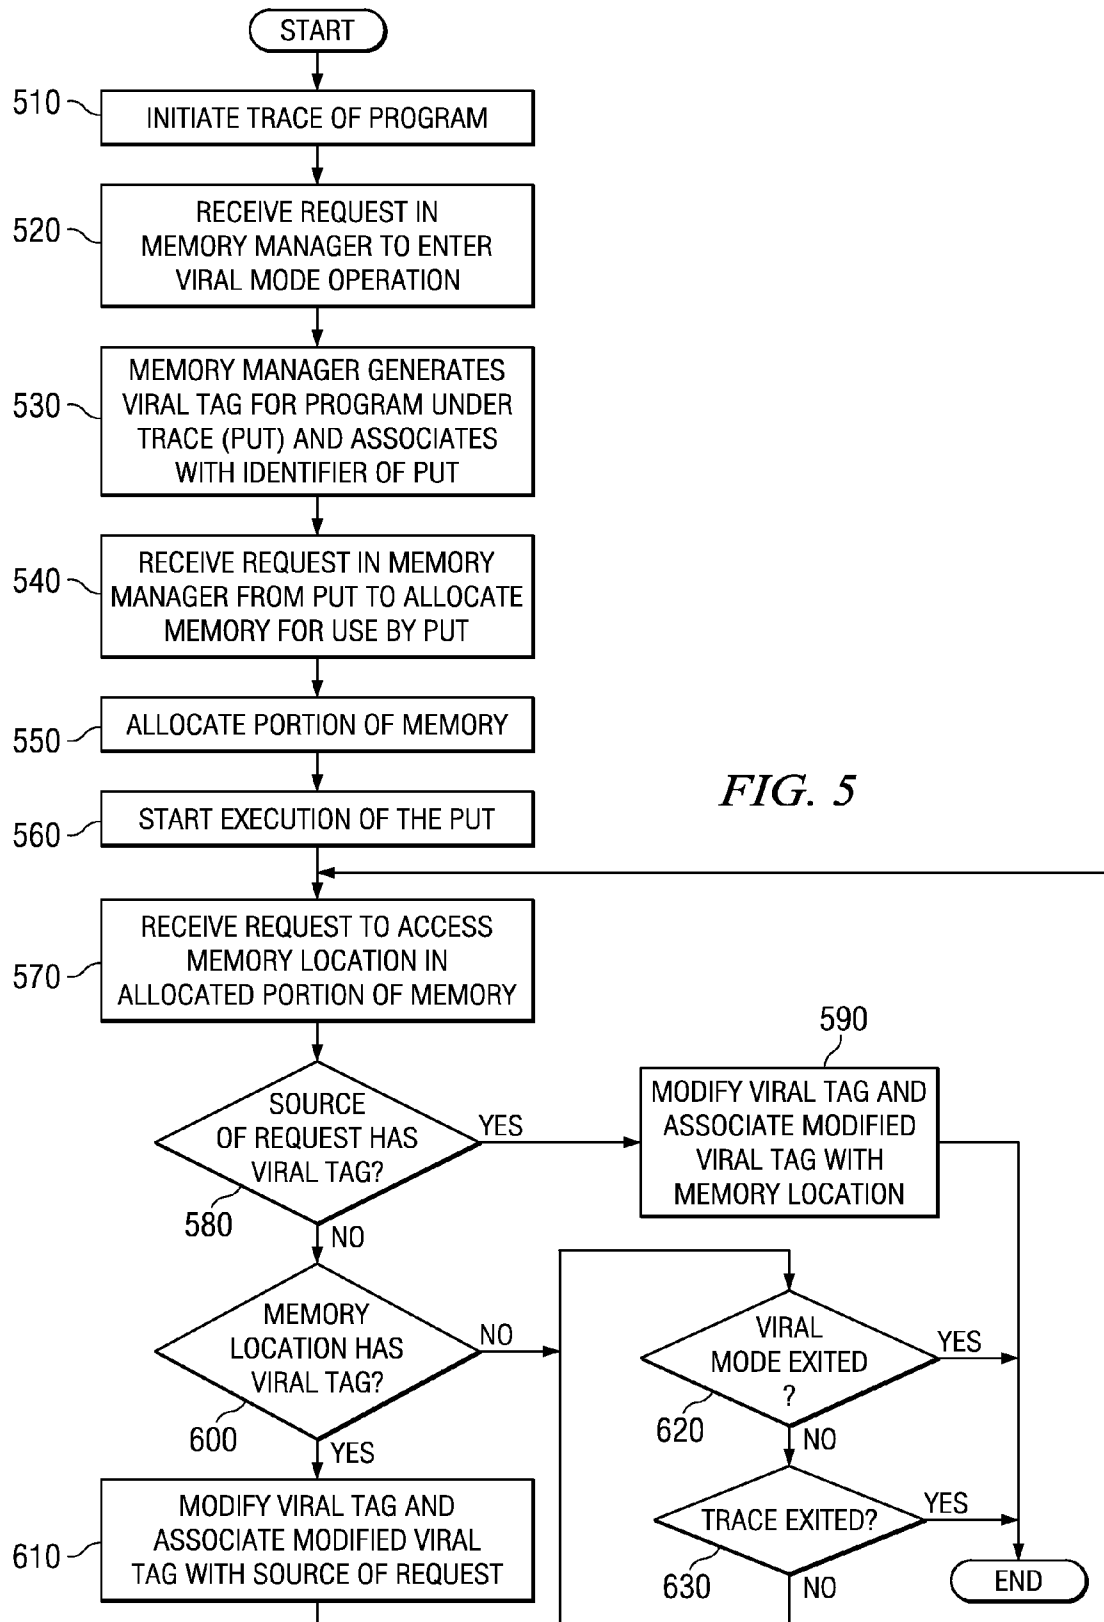 START
510
INITIATE TRACE OF PROGRAM
520
RECEIVE REQUEST IN
MEMORY MANAGER TO ENTER
VIRAL MODE OPERATION
530
MEMORY MANAGER GENERATES
VIRAL TAG FOR PROGRAM UNDER
TRACE (PUT) AND ASSOCIATES
WITH IDENTIFIER OF PUT
540
RECEIVE REQUEST IN MEMORY
MANAGER FROM PUT TO ALLOCATE
MEMORY FOR USE BY PUT
550
ALLOCATE PORTION OF MEMORY
560
START EXECUTION OF THE PUT
FIG. 5
570
RECEIVE REQUEST TO ACCESS
MEMORY LOCATION IN
ALLOCATED PORTION OF MEMORY
580
SOURCE
OF REQUEST HAS
VIRAL TAG?
YES
NO
590
MODIFY VIRAL TAG AND
ASSOCIATE MODIFIED
VIRAL TAG WITH
MEMORY LOCATION
600
MEMORY
LOCATION HAS
VIRAL TAG?
NO
YES
610
MODIFY VIRAL TAG AND
ASSOCIATE MODIFIED VIRAL
TAG WITH SOURCE OF REQUEST
620
VIRAL
MODE EXITED
?
YES
NO
630
TRACE EXITED?
YES
NO
END